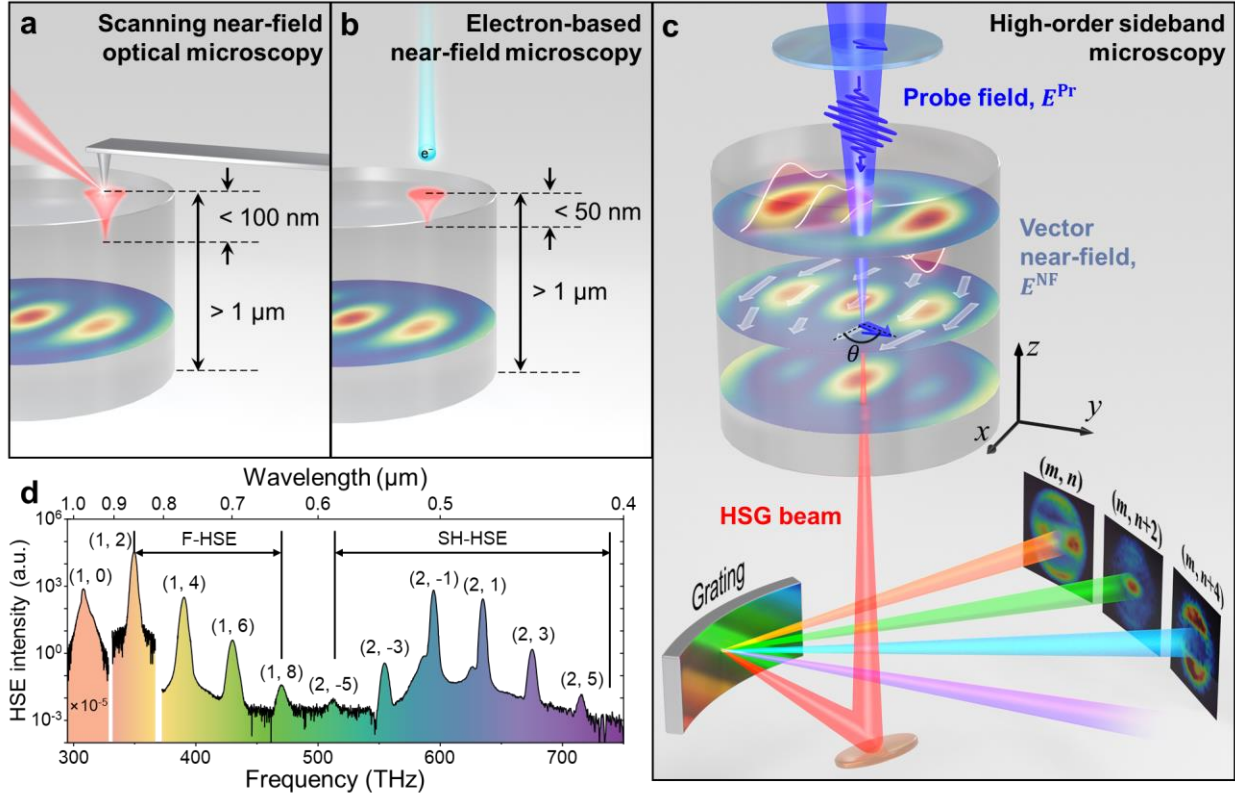 a
Scanning near-field
optical microscopy
< 100 nm
> 1 μm
b
Electron-based
near-field microscopy
e⁻
< 50 nm
> 1 μm
c
High-order sideband
microscopy
Probe field, E^Pr
Vector
near-field,
E^NF
θ
z
y
x
HSG beam
Grating
(m, n)
(m, n+2)
(m, n+4)
d
Wavelength (μm)
1.0 0.9 0.8 0.7 0.6 0.5 0.4
HSE intensity (a.u.)
10⁶
10³
10⁰
10⁻³
F-HSE
SH-HSE
(1, 0)
(1, 2)
(1, 4)
(1, 6)
(1, 8)
(2, -5)
(2, -3)
(2, -1)
(2, 1)
(2, 3)
(2, 5)
×10⁻⁵
300 400 500 600 700
Frequency (THz)